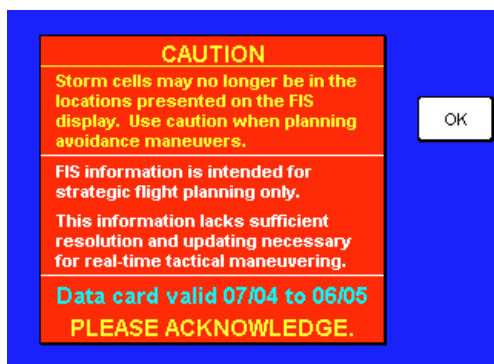 CAUTION
Storm cells may no longer be in the
locations presented on the FIS
display. Use caution when planning
avoidance maneuvers.
OK
FIS information is intended for
strategic flight planning only.
This information lacks sufficient
resolution and updating necessary
for real-time tactical maneuvering.
Data card valid 07/04 to 06/05
PLEASE ACKNOWLEDGE.